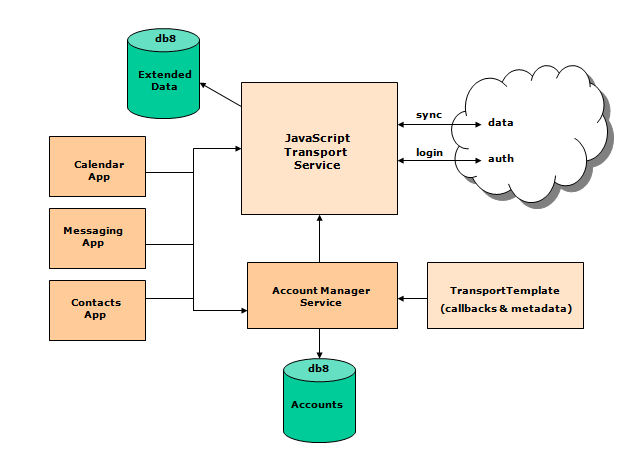 db8
Extended
Data
JavaScript
Transport
Service
sync
data
login
auth
Calendar
App
Messaging
App
Contacts
App
Account Manager
Service
TransportTemplate
(callbacks & metadata)
db8
Accounts